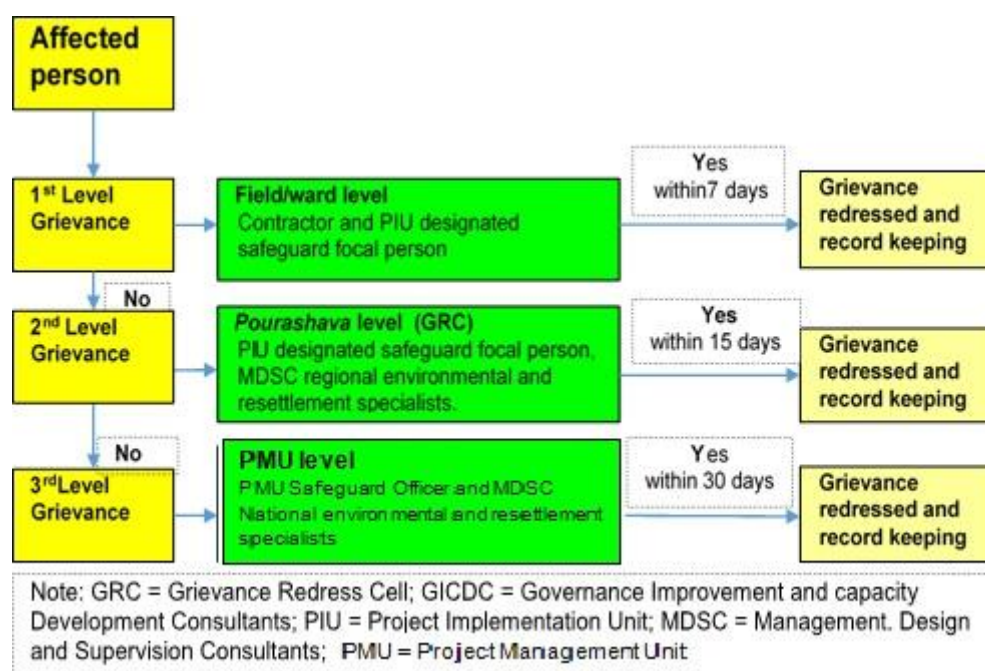 Affected
person
1st Level
Grievance
Field/ward level
Contractor and PIU designated
safeguard focal person
Yes
within7 days
Grievance
redressed and
record keeping
No
2nd Level
Grievance
Pourashava level (GRC)
PIU designated safeguard focal person,
MDSC regional environmental and
resettlement specialists.
Yes
within 15 days
Grievance
redressed and
record keeping
No
3rdLevel
Grievance
PMU level
PMU Safeguard Officer and MDSC
National environmental and resettlement
specialists
Yes
within 30 days
Grievance
redressed and
record keeping
Note: GRC = Grievance Redress Cell; GICDC = Governance Improvement and capacity
Development Consultants; PIU = Project Implementation Unit; MDSC = Management. Design
and Supervision Consultants; PMU = Project Management Unit